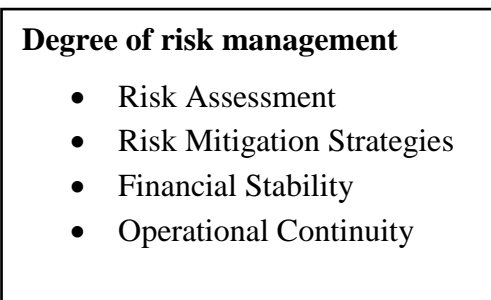 Degree of risk management
• Risk Assessment
• Risk Mitigation Strategies
• Financial Stability
• Operational Continuity